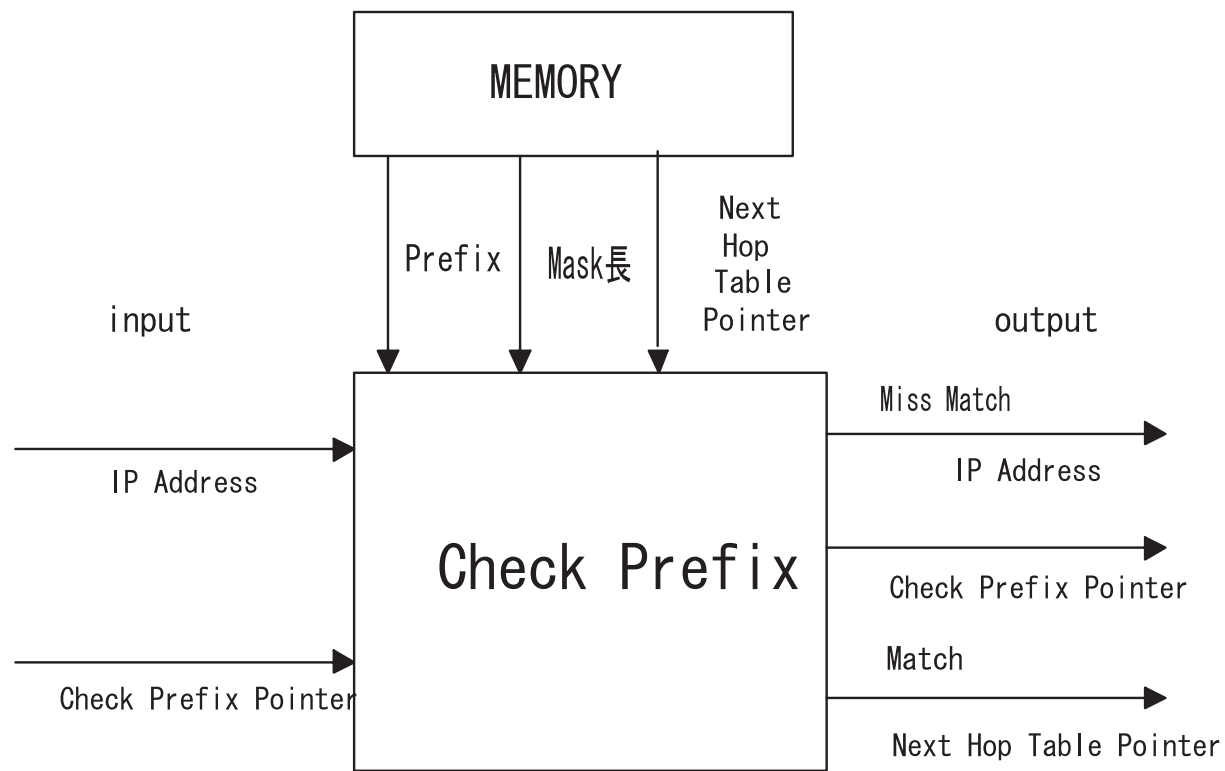 MEMORY
Prefix
Mask長
Next
Hop
Table
Pointer
input
output
IP Address
Check Prefix Pointer
Check Prefix
Miss Match
IP Address
Check Prefix Pointer
Match
Next Hop Table Pointer